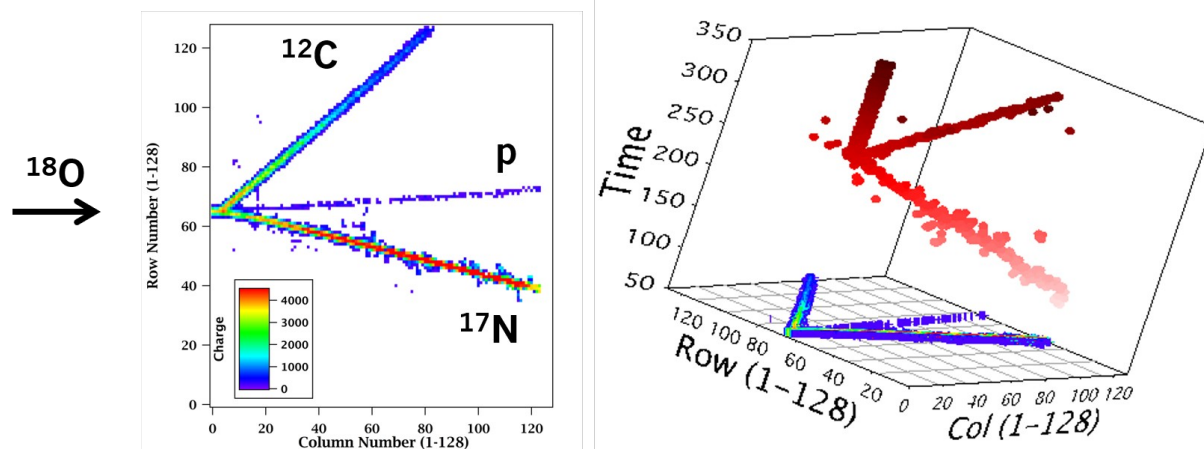 ¹⁸O
Row Number (1-128)
120
100
80
60
40
20
0
¹²C
p
¹⁷N
Charge
4000
3000
2000
1000
0
0 20 40 60 80 100 120
Column Number (1-128)
Time
350
300
250
200
150
100
50
120 100 80 60 40 20
Row (1-128)
0 20 40 60 80 100 120
Col (1-128)